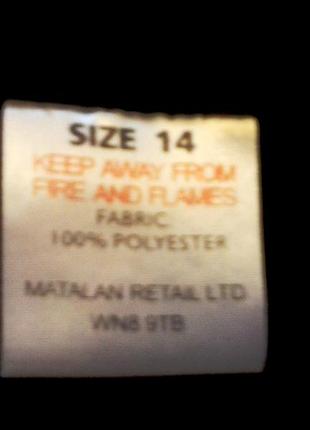 SIZE 14
KEEP AWAY FROM
FIRE AND FLAMES
FABRIC
100% POLYESTER
MATALAN RETAIL LTD
WN8 9TB